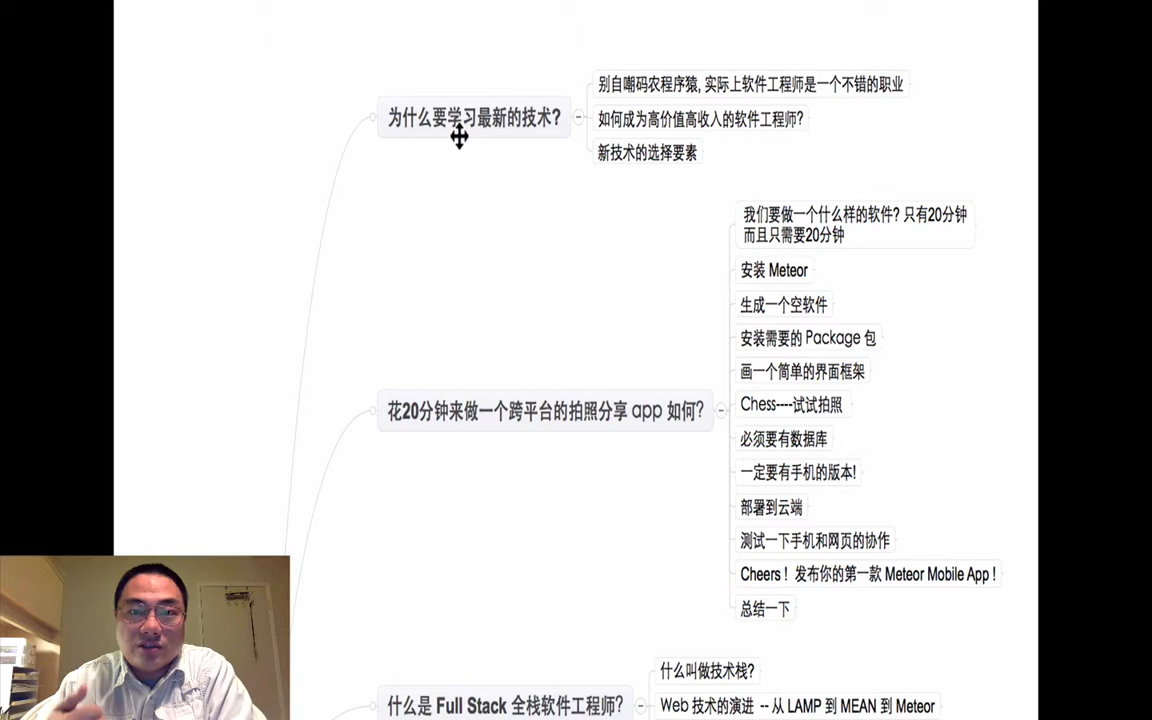 为什么要学习最新的技术?
别自嘲码农程序猿, 实际上软件工程师是一个不错的职业
如何成为高价值高收入的软件工程师?
新技术的选择要素
花20分钟来做一个跨平台的拍照分享 app 如何?
我们要做一个什么样的软件? 只有20分钟
而且只需要20分钟
安装 Meteor
生成一个空软件
安装需要的 Package 包
画一个简单的界面框架
Chess----试试拍照
必须要有数据库
一定要有手机的版本!
部署到云端
测试一下手机和网页的协作
Cheers ! 发布你的第一款 Meteor Mobile App !
总结一下
什么是 Full Stack 全栈软件工程师?
什么叫做技术栈?
Web 技术的演进 -- 从 LAMP 到 MEAN 到 Meteor